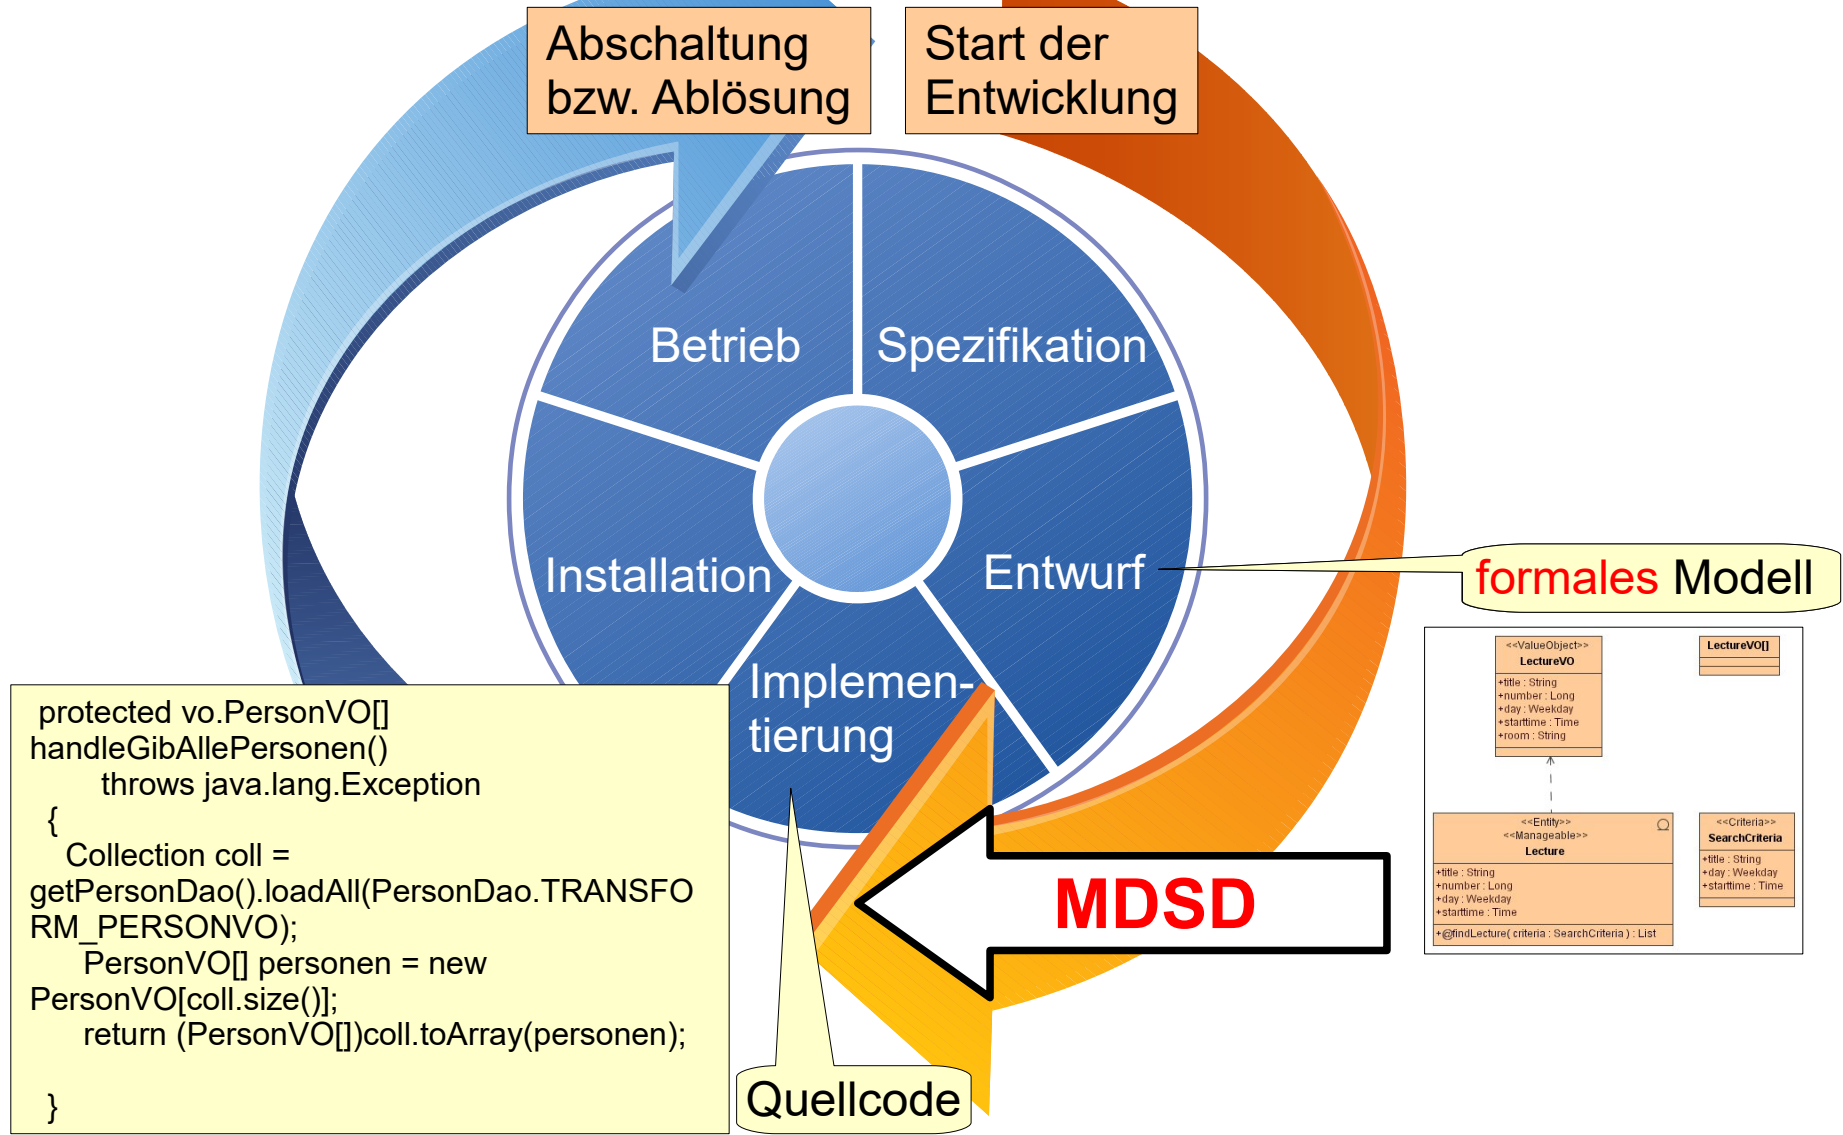 Abschaltung
bzw. Ablösung
Start der
Entwicklung
Betrieb
Spezifikation
Installation
Entwurf
Implemen-
tierung
formales Modell
<<ValueObject>>
LectureVO
+title : String
+number : Long
+day : Weekday
+starttime : Time
+room : String
LectureVO[]
<<Entity>>
<<Manageable>>
Lecture
+title : String
+number : Long
+day : Weekday
+starttime : Time
+@findLecture( criteria : SearchCriteria ) : List
<<Criteria>>
SearchCriteria
+title : String
+day : Weekday
+starttime : Time
MDSD
protected vo.PersonVO[]
handleGibAllePersonen()
throws java.lang.Exception
{
Collection coll =
getPersonDao().loadAll(PersonDao.TRANSFO
RM_PERSONVO);
PersonVO[] personen = new
PersonVO[coll.size()];
return (PersonVO[])coll.toArray(personen);
}
Quellcode